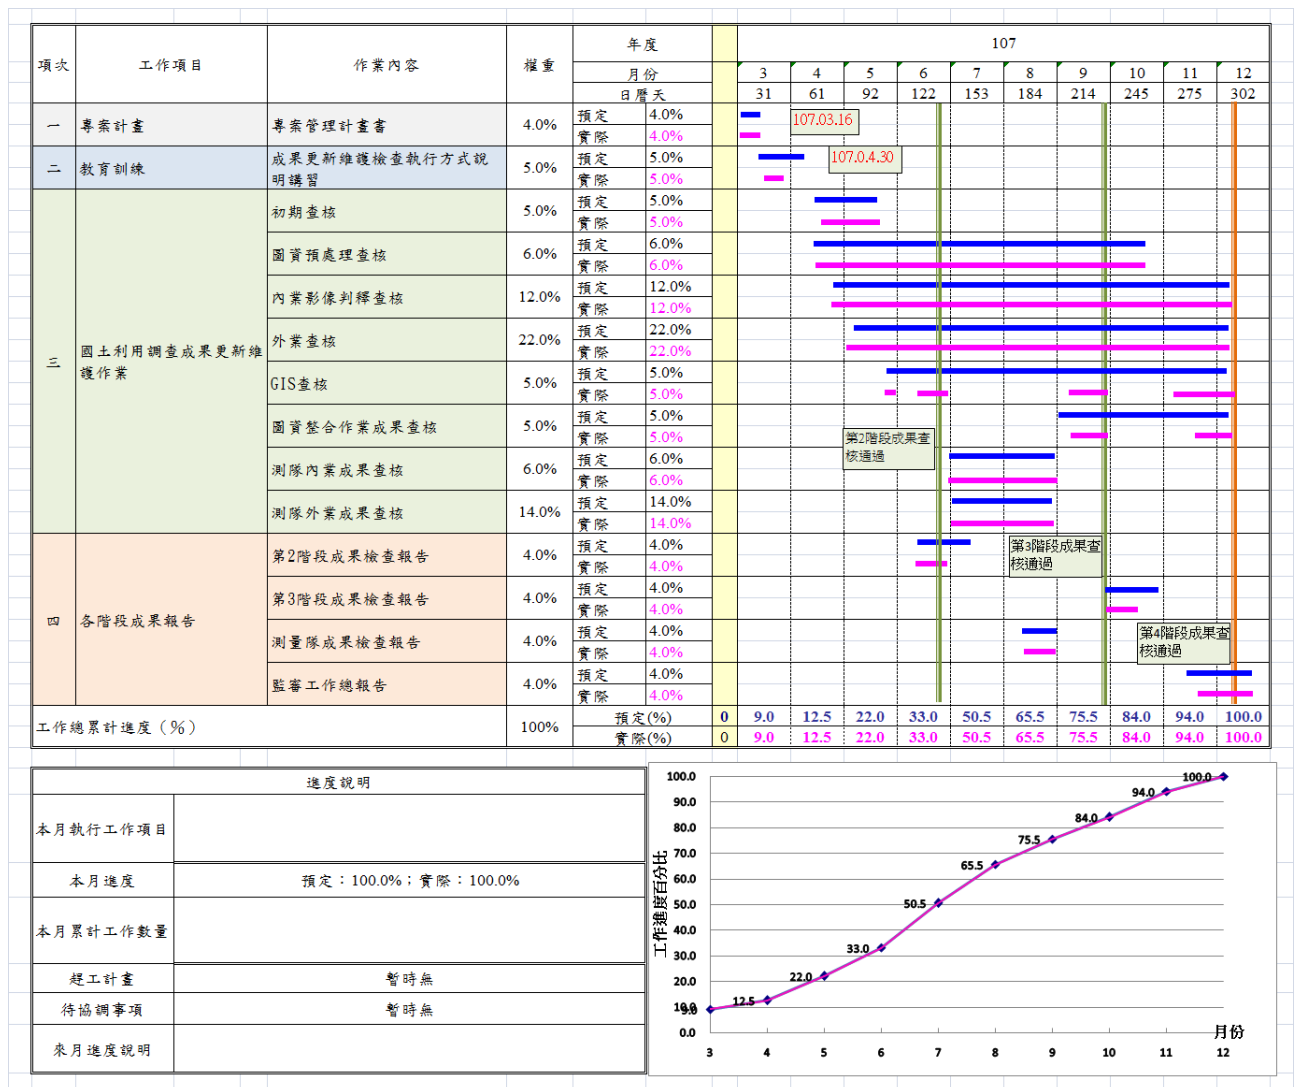 項次 工作項目 作業內容 權重 年度 107
月份 3 4 5 6 7 8 9 10 11 12
日曆天 31 61 92 122 153 184 214 245 275 302
一 專案計畫 專案管理計畫書 4.0% 預定 4.0%
實際 4.0%
107.03.16
二 教育訓練 成果更新維護檢查執行方式說
明講習 5.0% 預定 5.0%
實際 5.0%
107.0.4.30
三 國土利用調查成果更新維
護作業
初期查核 5.0% 預定 5.0%
實際 5.0%
圖資預處理查核 6.0% 預定 6.0%
實際 6.0%
內業影像判釋查核 12.0% 預定 12.0%
實際 12.0%
外業查核 22.0% 預定 22.0%
實際 22.0%
GIS查核 5.0% 預定 5.0%
實際 5.0%
圖資整合作業成果查核 5.0% 預定 5.0%
實際 5.0%
第2階段成果查
核通過
測隊內業成果查核 6.0% 預定 6.0%
實際 6.0%
測隊外業成果查核 14.0% 預定 14.0%
實際 14.0%
四 各階段成果報告
第2階段成果檢查報告 4.0% 預定 4.0%
實際 4.0%
第3階段成果查
核通過
第3階段成果檢查報告 4.0% 預定 4.0%
實際 4.0%
測量隊成果檢查報告 4.0% 預定 4.0%
實際 4.0%
第4階段成果查
核通過
監審工作總報告 4.0% 預定 4.0%
實際 4.0%
工作總累計進度（%） 100% 預定(%) 0 9.0 12.5 22.0 33.0 50.5 65.5 75.5 84.0 94.0 100.0
實際(%) 0 9.0 12.5 22.0 33.0 50.5 65.5 75.5 84.0 94.0 100.0
進度說明
本月執行工作項目
本月進度 預定：100.0%；實際：100.0%
本月累計工作數量
趕工計畫 暫時無
待協調事項 暫時無
來月進度說明
工作進度百分比
100.0
90.0
80.0
70.0
60.0
50.0
40.0
30.0
20.0
10.0
0.0
9.0 12.5 22.0 33.0 50.5 65.5 75.5 84.0 94.0 100.0
月份
3 4 5 6 7 8 9 10 11 12